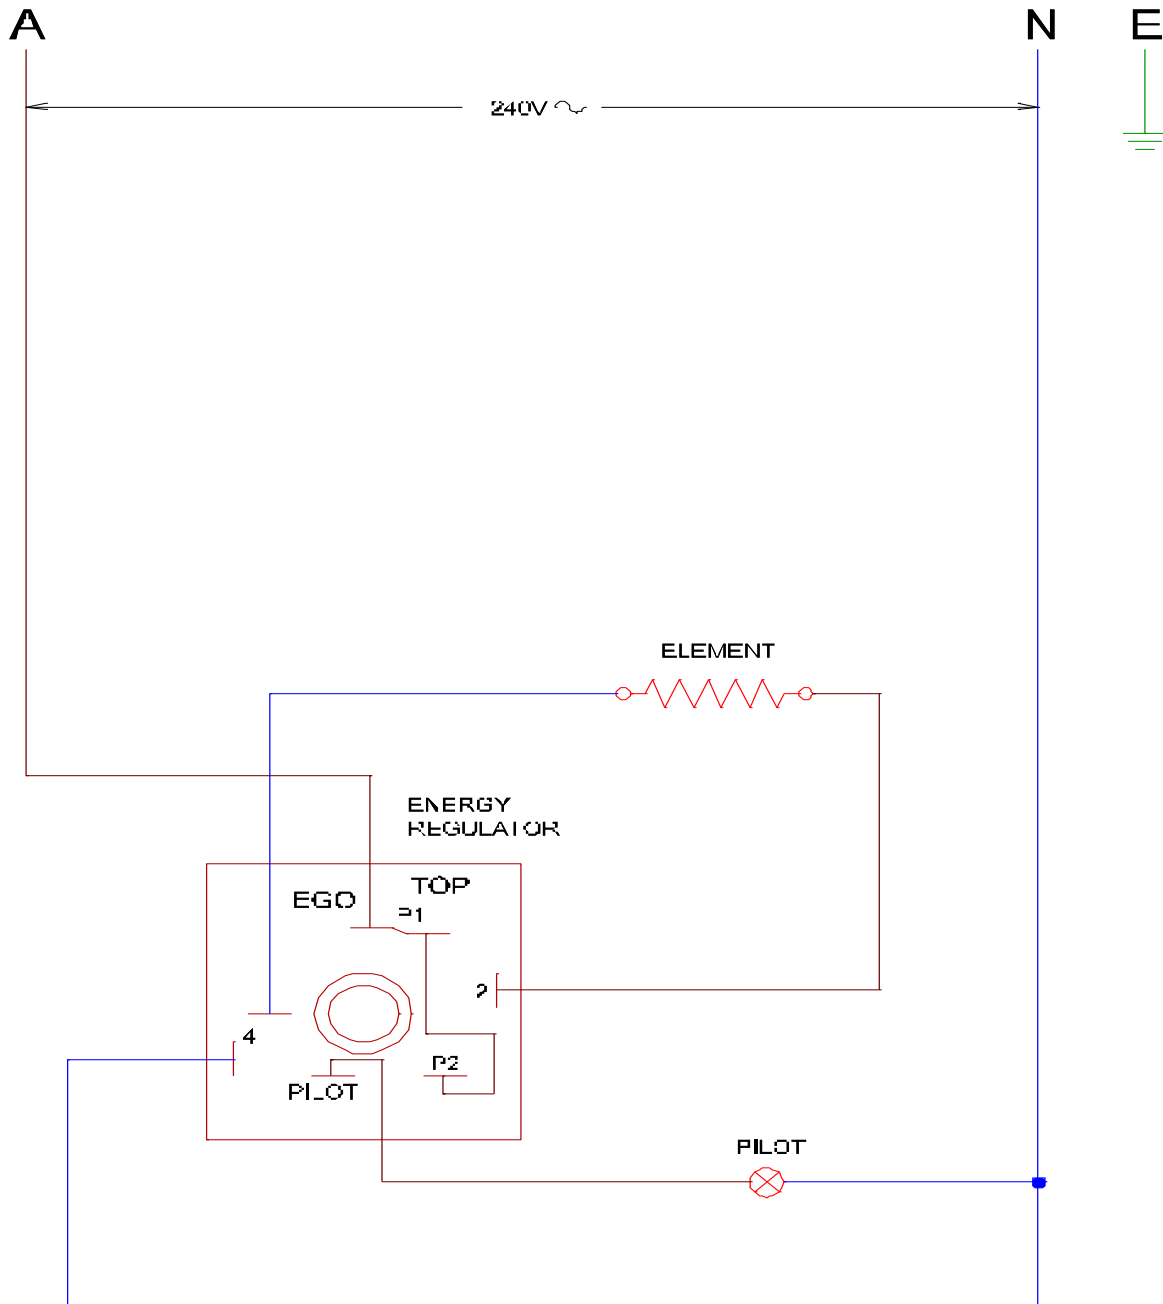 A
N
E
240V
ELEMENT
ENERGY
REGULATOR
TOP
EGO
P1
2
4
P2
PILOT
PILOT